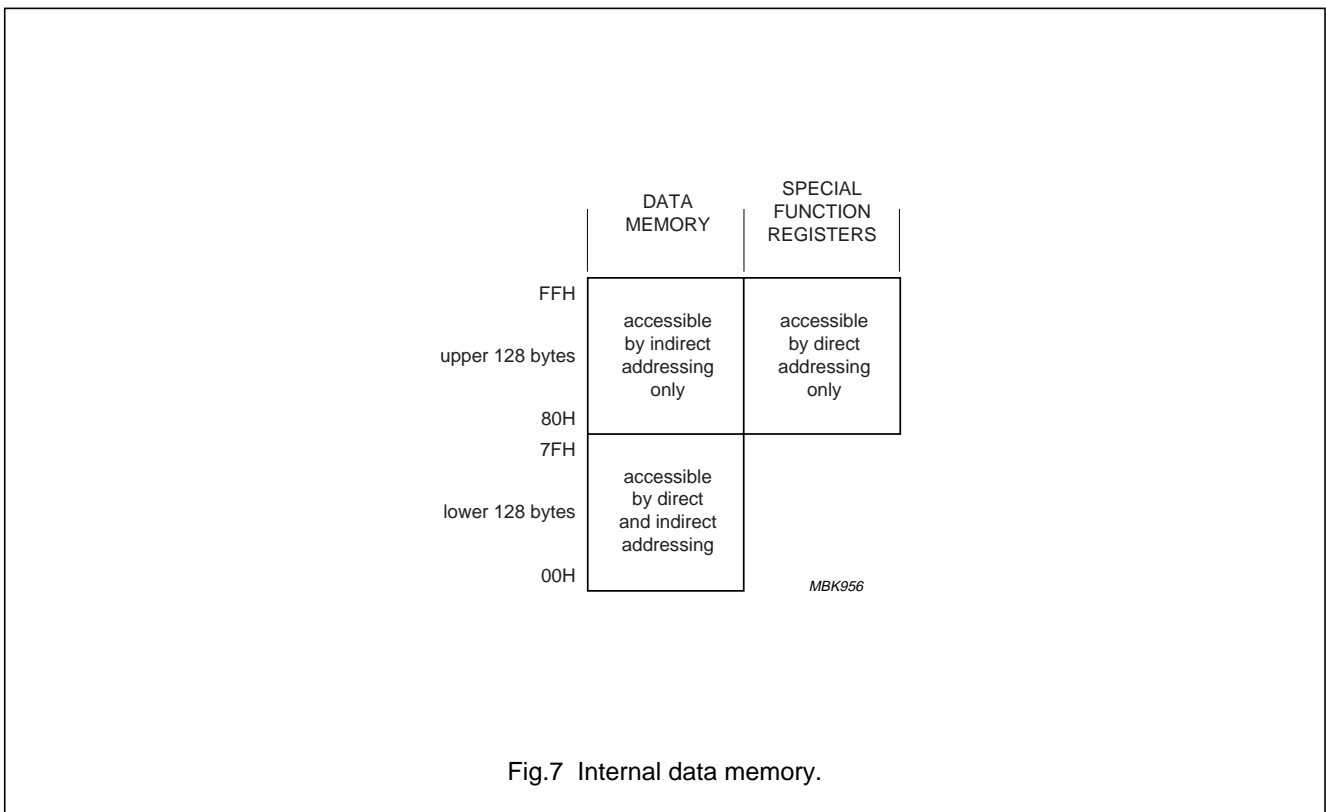 DATA
MEMORY
SPECIAL
FUNCTION
REGISTERS
FFH
upper 128 bytes
80H
accessible
by indirect
addressing
only
accessible
by direct
addressing
only
7FH
lower 128 bytes
00H
accessible
by direct
and indirect
addressing
MBK956
Fig.7 Internal data memory.